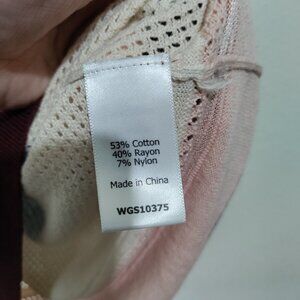 53% Cotton
40% Rayon
7% Nylon
Made in China
WGS10375